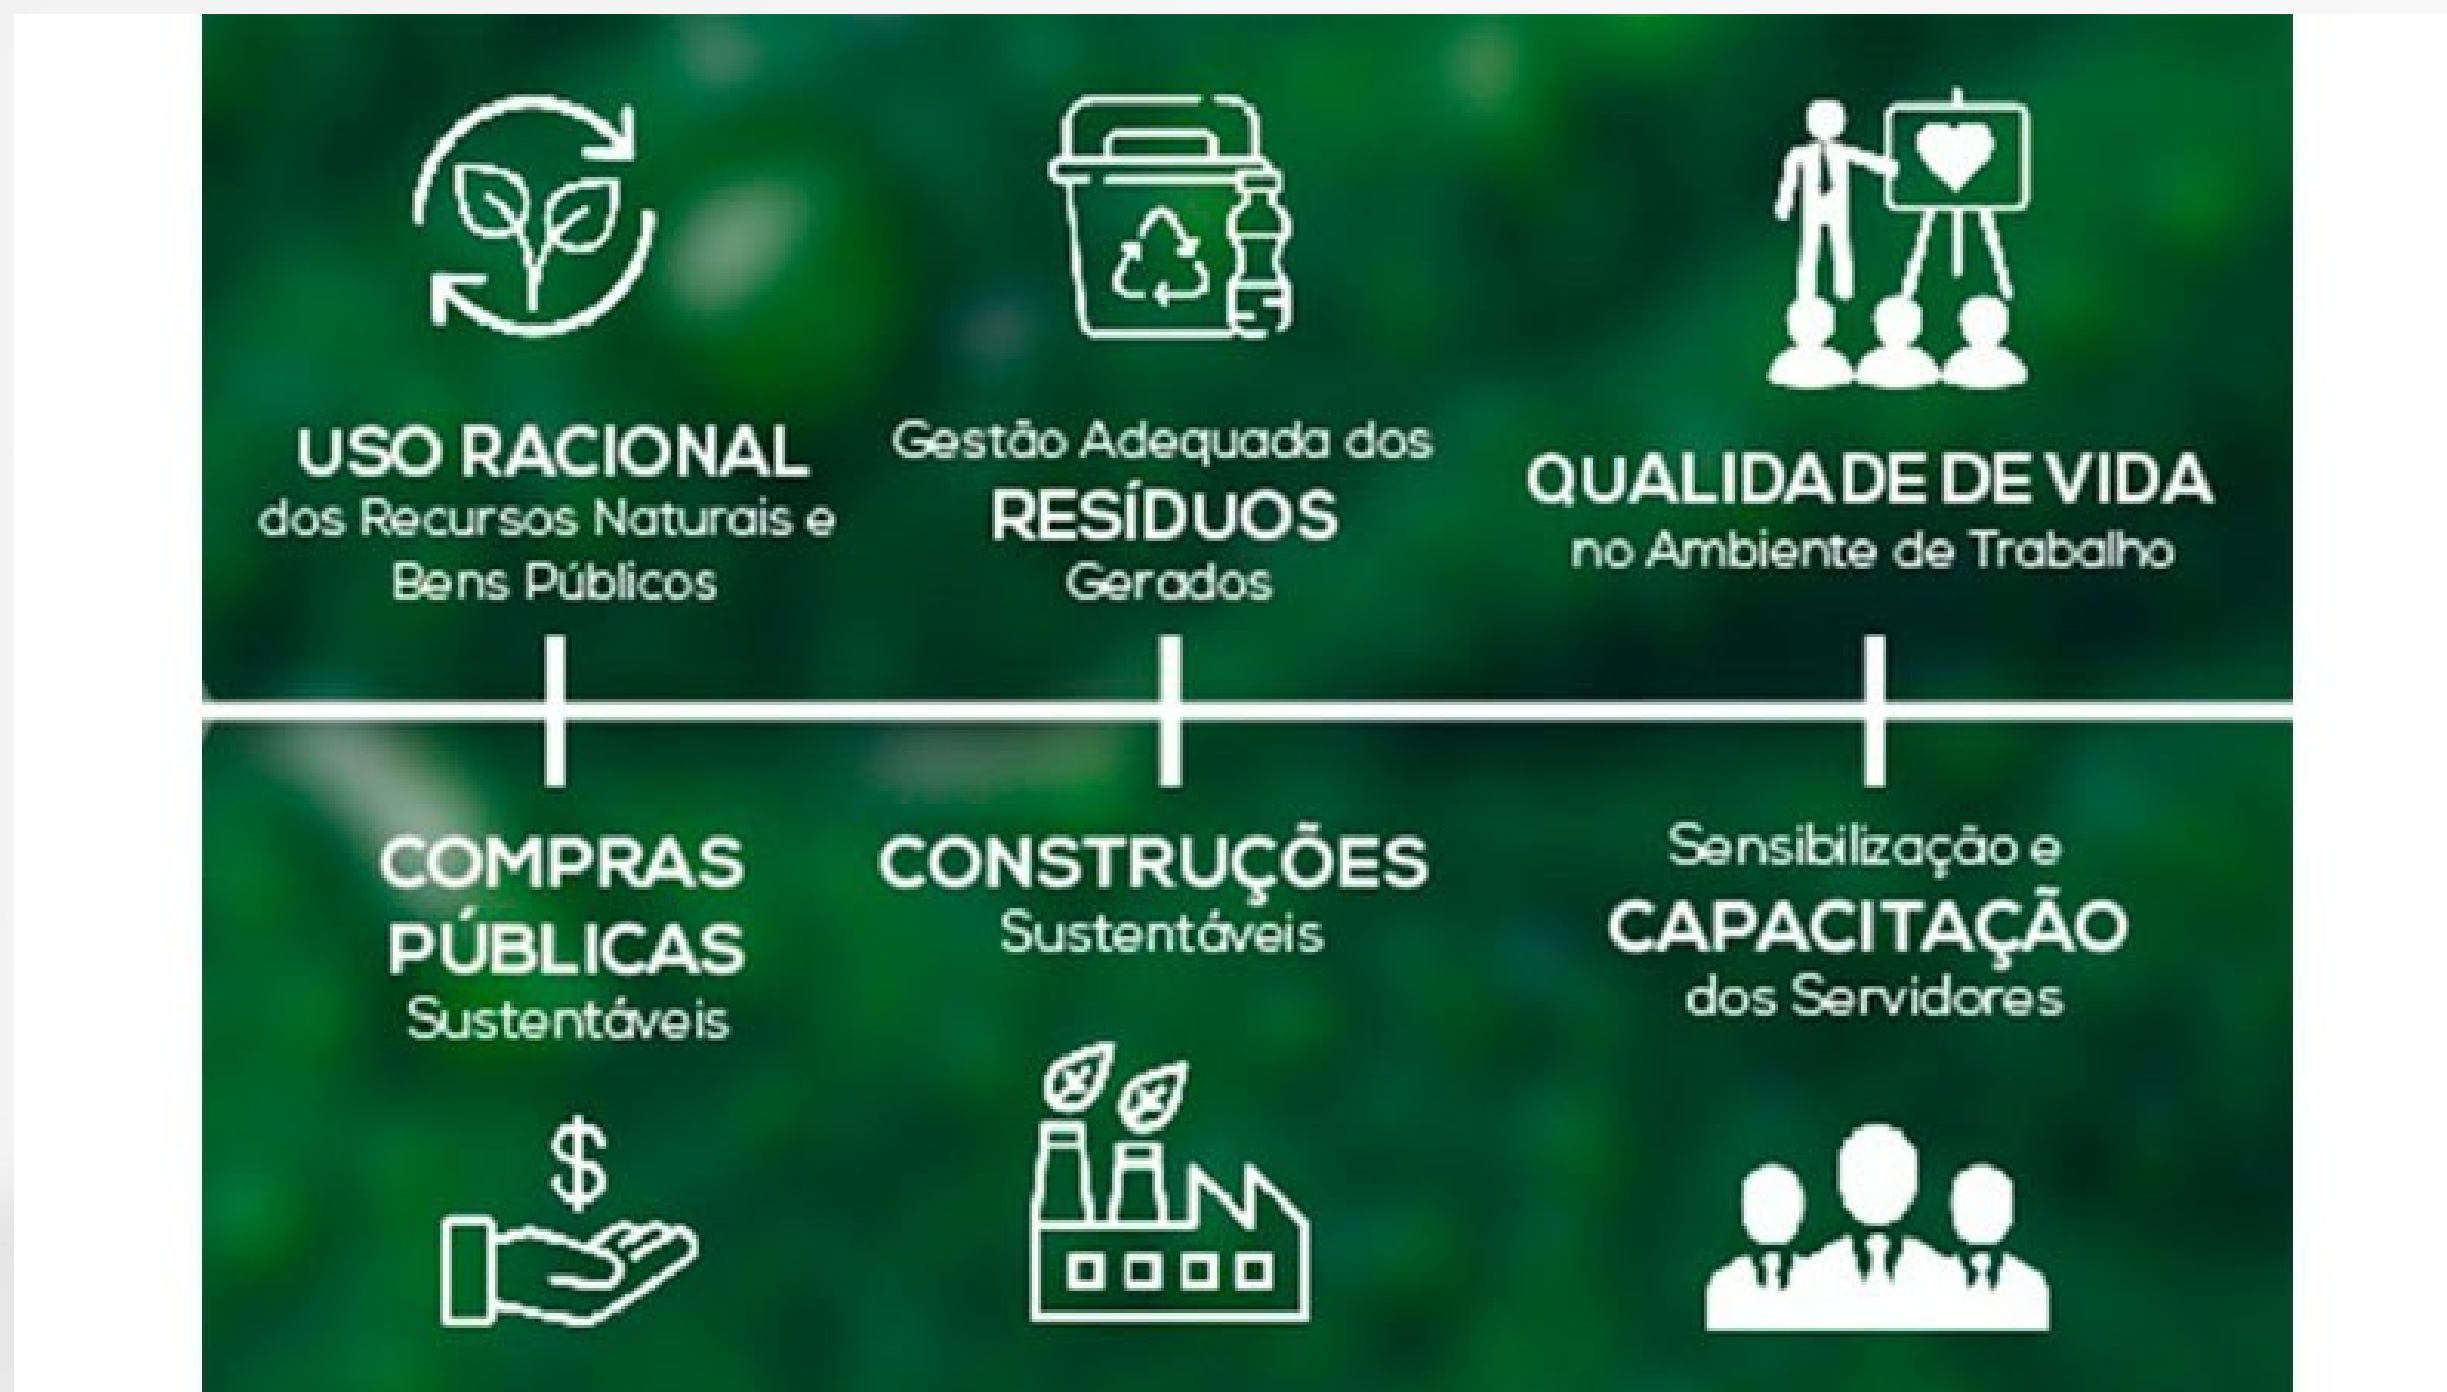 USO RACIONAL
dos Recursos Naturais e
Bens Públicos
Gestão Adequada dos
RESÍDUOS
Gerados
QUALIDADE DE VIDA
no Ambiente de Trabalho
COMPRAS
PÚBLICAS
Sustentáveis
$
CONSTRUÇÕES
Sustentáveis
Sensibilização e
CAPACITAÇÃO
dos Servidores